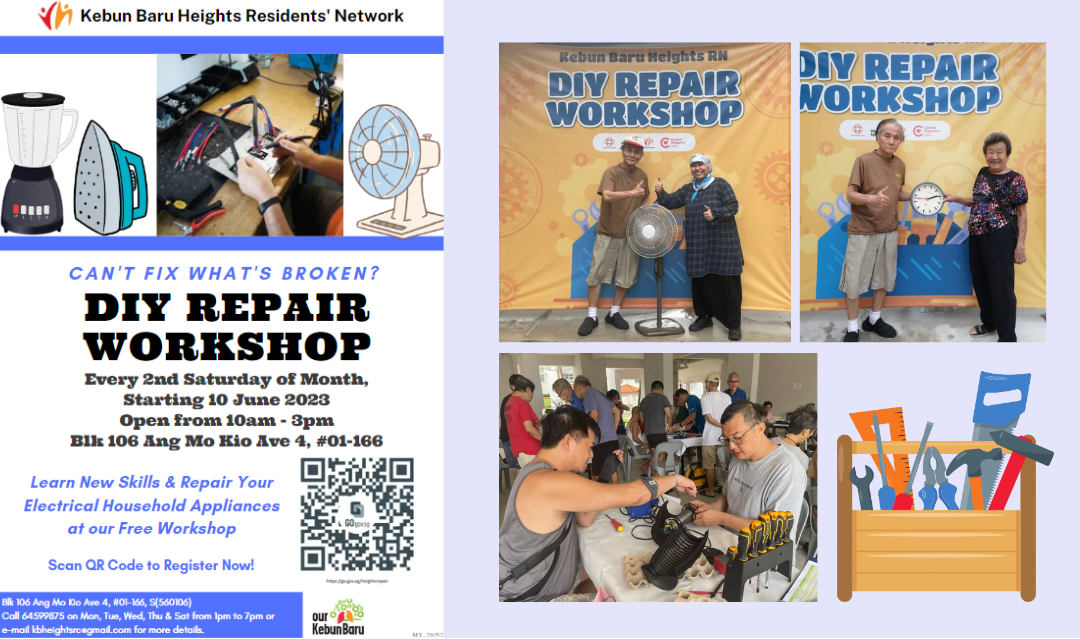 Kebun Baru Heights Residents' Network
CAN'T FIX WHAT'S BROKEN?
DIY REPAIR
WORKSHOP
Every 2nd Saturday of Month,
Starting 10 June 2023
Open from 10am - 3pm
Blk 106 Ang Mo Kio Ave 4, #01-166
Learn New Skills & Repair Your
Electrical Household Appliances
at our Free Workshop
Scan QR Code to Register Now!
GOgov.sg
https://go.gov.sg/heightsrepair
Blk 106 Ang Mo Kio Ave 4, #01-166, S(560106)
Call 64599875 on Mon, Tue, Wed, Thu & Sat from 1pm to 7pm or
e-mail kbheightsrc@gmail.com for more details.
our
KebunBaru
Kebun Baru Heights RN
DIY REPAIR
WORKSHOP
DIY REPAIR
WORKSHOP